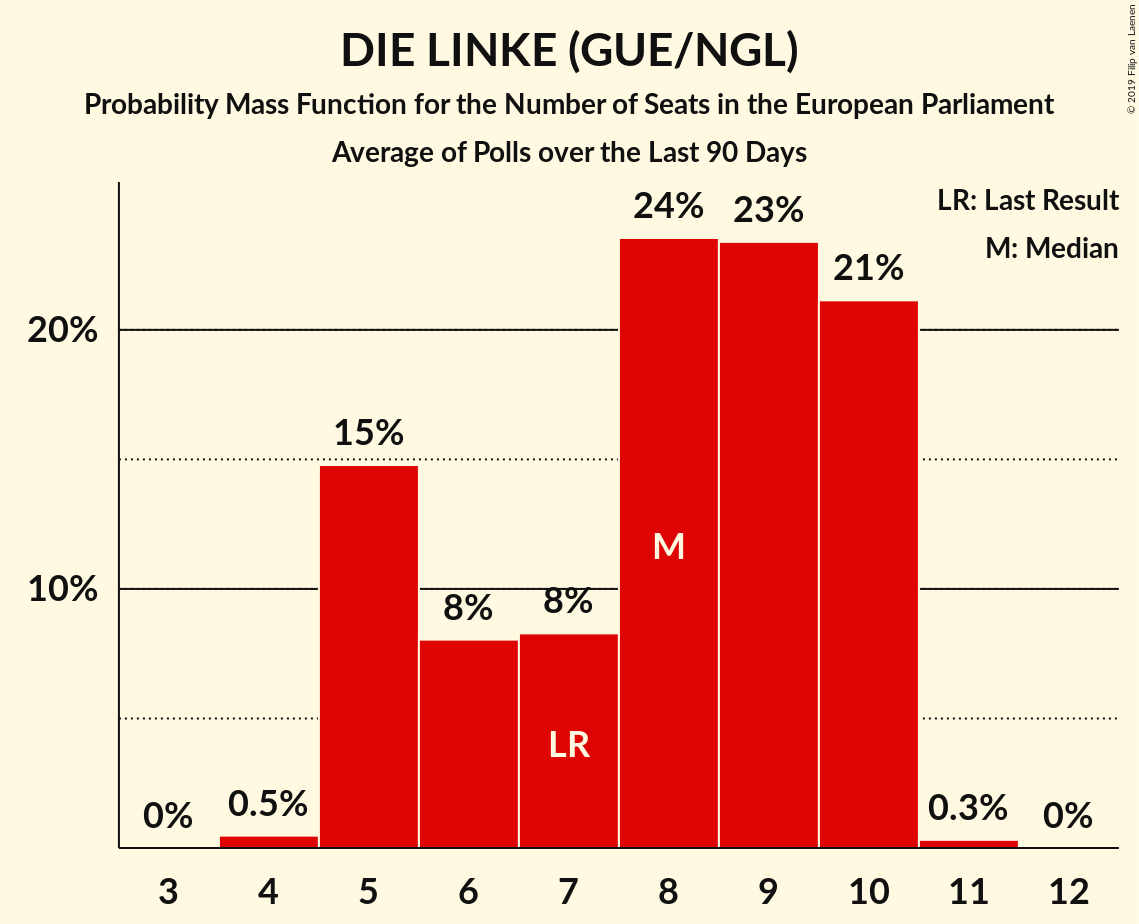 DIE LINKE (GUE/NGL)
Probability Mass Function for the Number of Seats in the European Parliament
Average of Polls over the Last 90 Days
© 2019 Filip van Laenen
LR: Last Result
M: Median
24%
23%
21%
20%
15%
M
10%
8%
8%
LR
0%
0.5%
0.3%
0%
3 4 5 6 7 8 9 10 11 12